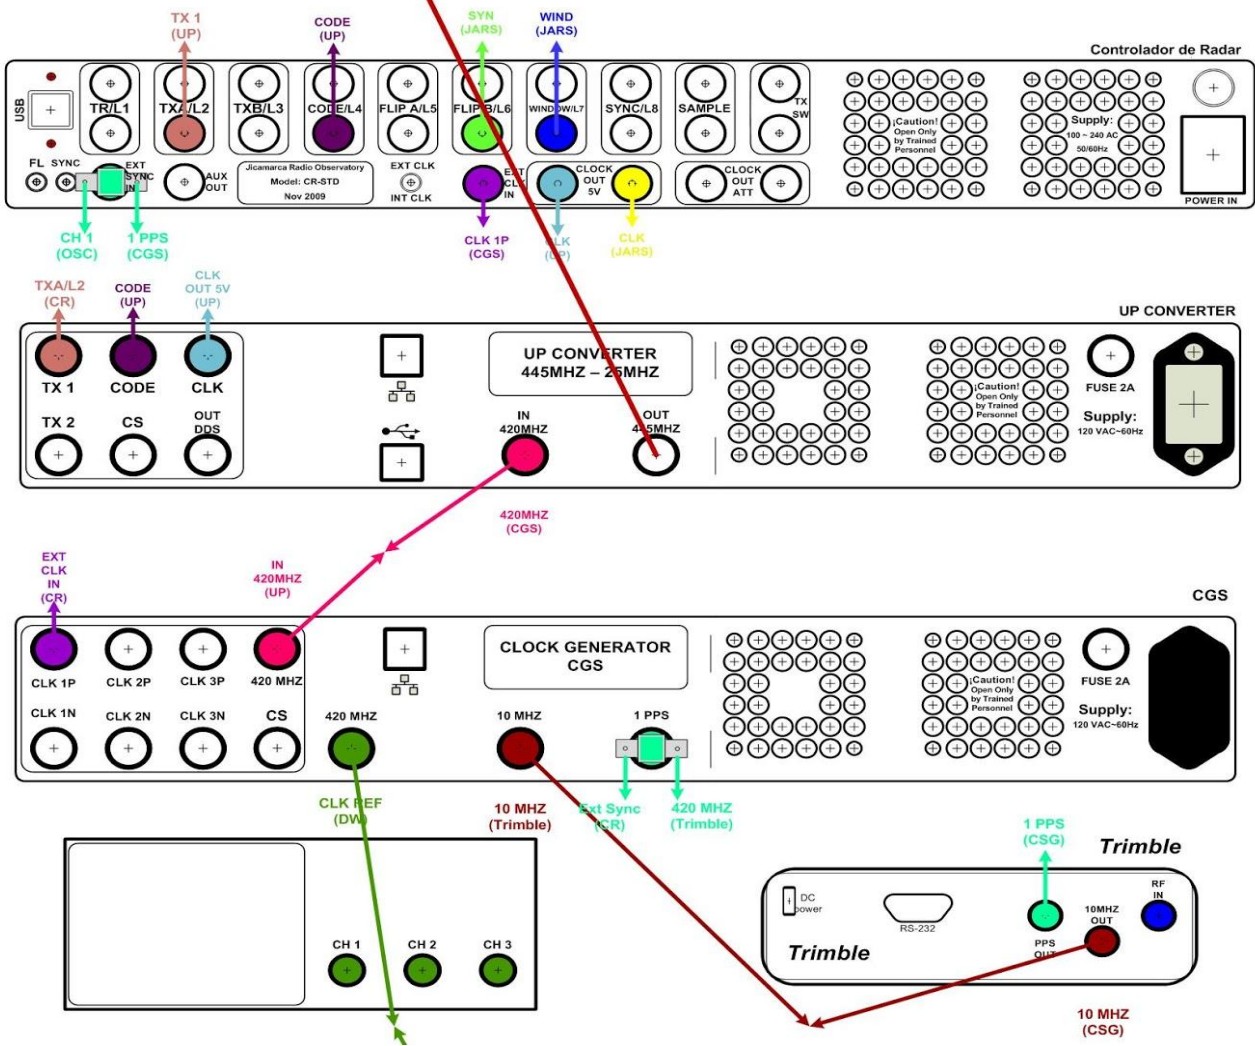 TX 1
(UP)
CODE
(UP)
SYN
(JARS)
WIND
(JARS)
Controlador de Radar
USB
TR/L1
TXA/L2
TXB/L3
CODE/L4
FLIP A/L5
FLIP B/L6
WINDOW/L7
SYNC/L8
SAMPLE
TX
SW
¡Caution!
Open Only
by Trained
Personnel
Supply:
100 ~ 240 AC
50/60Hz
FL
SYNC
EXT
SYNC
IN
AUX
OUT
Jicamarca Radio Observatory
Model: CR-STD
Nov 2009
EXT CLK
INT CLK
EXT
CLK
IN
CLOCK
OUT
5V
CLOCK
OUT
ATT
POWER IN
CH 1
(OSC)
1 PPS
(CGS)
CLK 1P
(CGS)
CLK
(UP)
CLK
(JARS)
TXA/L2
(CR)
CODE
(UP)
CLK
OUT 5V
(UP)
UP CONVERTER
TX 1
CODE
CLK
UP CONVERTER
445MHZ – 25MHZ
¡Caution!
Open Only
by Trained
Personnel
FUSE 2A
Supply:
120 VAC~60Hz
TX 2
CS
OUT
DDS
IN
420MHZ
OUT
445MHZ
420MHZ
(CGS)
EXT
CLK
IN
(CR)
IN
420MHZ
(UP)
CGS
CLK 1P
CLK 2P
CLK 3P
420 MHZ
CLOCK GENERATOR
CGS
¡Caution!
Open Only
by Trained
Personnel
FUSE 2A
Supply:
120 VAC~60Hz
CLK 1N
CLK 2N
CLK 3N
CS
420 MHZ
10 MHZ
1 PPS
CLK REF
(DW)
10 MHZ
(Trimble)
Ext Sync
(CR)
420 MHZ
(Trimble)
1 PPS
(CSG)
Trimble
CH 1
CH 2
CH 3
DC
power
RS-232
Trimble
PPS
OUT
10MHZ
OUT
RF
IN
10 MHZ
(CSG)